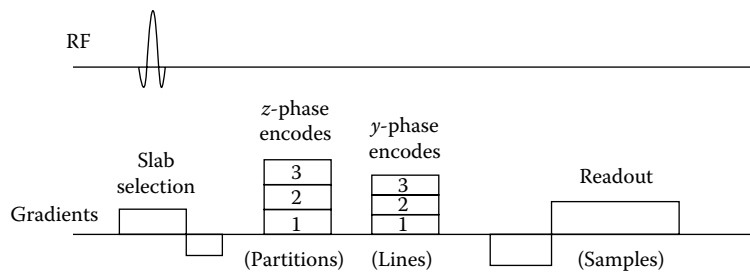 RF
z-phase
encodes
y-phase
encodes
Slab
selection
3
2
1
3
2
1
Readout
Gradients
(Partitions)
(Lines)
(Samples)